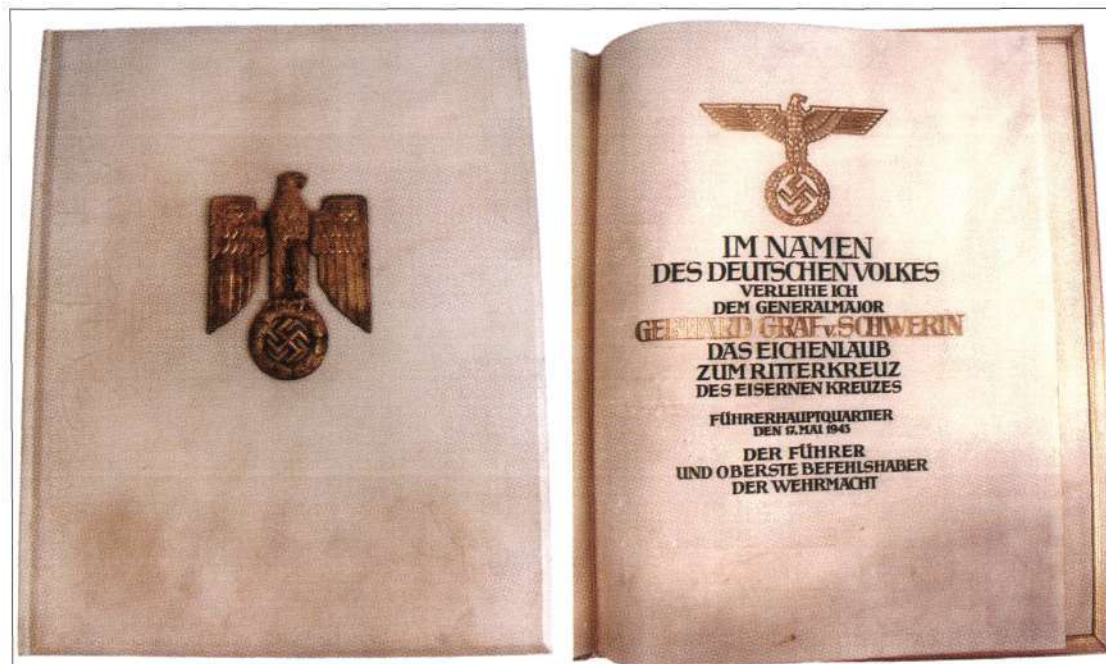 IM NAMEN
DES DEUTSCHEN VOLKES
VERLEIHE ICH
DEM GENERALMAJOR
GERHARD GRAF v. SCHWERIN
DAS EICHENLAUB
ZUM RITTERKREUZ
DES EISERNEN KREUZES
FÜHRERHAUPTQUARTIER
DEN 17. MAI 1943
DER FÜHRER
UND OBERSTE BEFEHLSHABER
DER WEHRMACHT